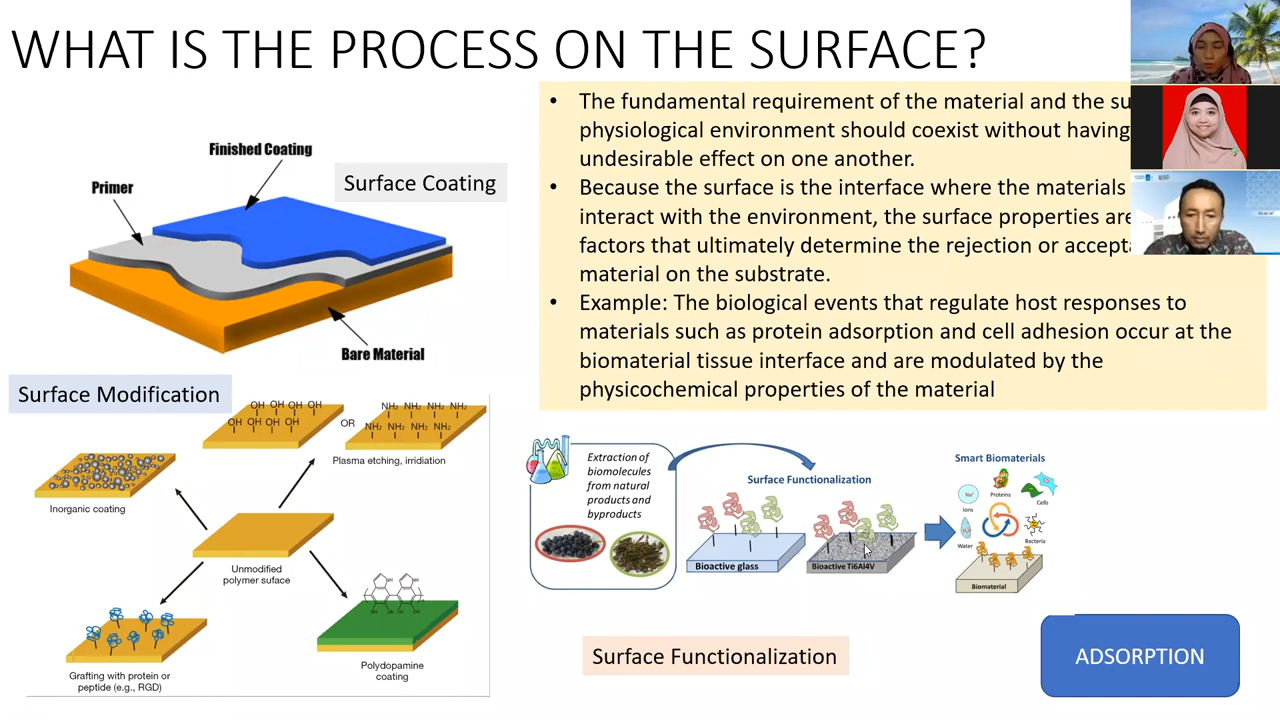 WHAT IS THE PROCESS ON THE SURFACE?
• The fundamental requirement of the material and the su
physiological environment should coexist without having
undesirable effect on one another.
• Because the surface is the interface where the materials
interact with the environment, the surface properties are
factors that ultimately determine the rejection or accepta
material on the substrate.
• Example: The biological events that regulate host responses to
materials such as protein adsorption and cell adhesion occur at the
biomaterial tissue interface and are modulated by the
physicochemical properties of the material
Finished Coating
Surface Coating
Primer
Bare Material
Surface Modification
OH OH OH OH
OH OH OH OH
OR
NH₂ NH₂ NH₂ NH₂
NH₂ NH₂ NH₂ NH₂
Plasma etching, irridiation
Inorganic coating
Unmodified
polymer suface
Grafting with protein or
peptide (e.g., RGD)
Polydopamine
coating
Extraction of
biomolecules
from natural
products and
byproducts
Surface Functionalization
Bioactive glass
Bioactive Ti6Al4V
Smart Biomaterials
Na⁺
Ions
Proteins
Cells
Water
Bacteria
Biomaterial
Surface Functionalization
ADSORPTION